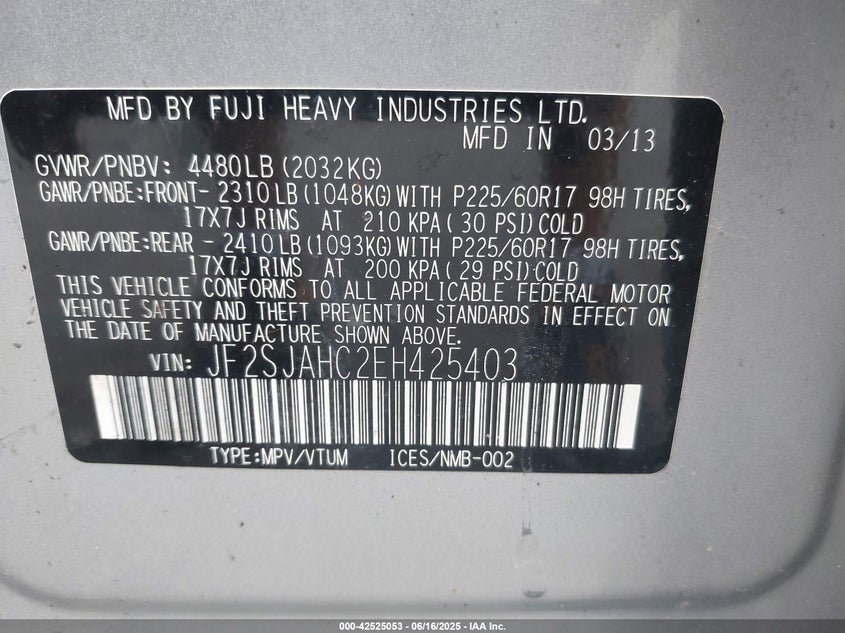 MFD BY FUJI HEAVY INDUSTRIES LTD.
MFD IN 03/13
GVWR/PNBV: 4480LB(2032KG)
GAWR/PNBE:FRONT- 2310LB(1048KG)WITH P225/60R17 98H TIRES,
17X7J RIMS AT 210 KPA( 30 PSI)COLD
GAWR/PNBE:REAR - 2410LB(1093KG)WITH P225/60R17 98H TIRES,
17X7J RIMS AT 200 KPA( 29 PSI)COLD
THIS VEHICLE CONFORMS TO ALL APPLICABLE FEDERAL MOTOR
VEHICLE SAFETY AND THEFT PREVENTION STANDARDS IN EFFECT ON
THE DATE OF MANUFACTURE SHOWN ABOVE.
VIN: JF2SJAHC2EH425403
TYPE:MPV/VTUM ICES/NMB-002
000-42525053 - 06/16/2025 - IAA Inc.